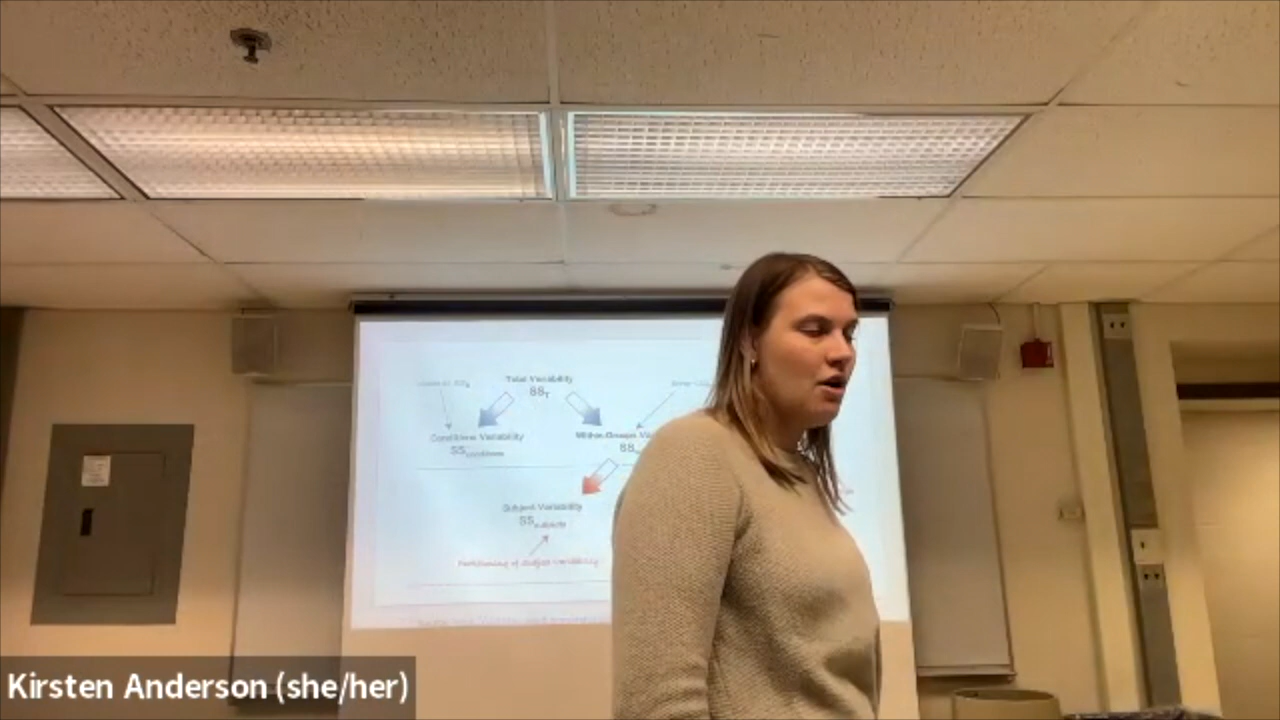 Total Variability
SS_T
Conditions Variability
SS_conditions
Within-Groups
SS
Subject Variability
SS_subjects
Partitioning of Subject Variability
Kirsten Anderson (she/her)